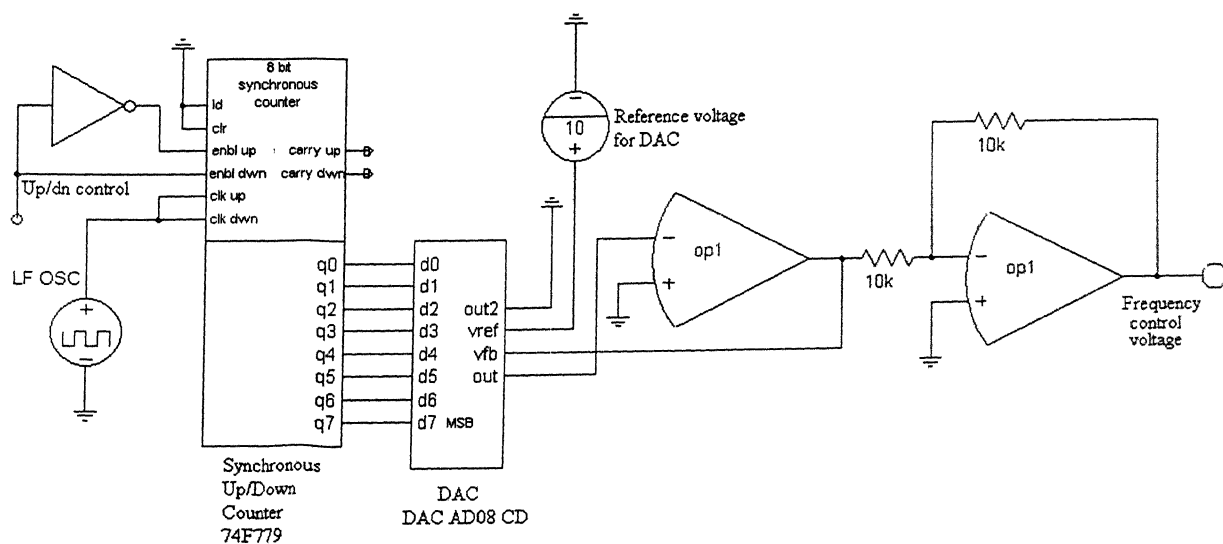 8 bit
synchronous
counter
ld
clr
enbl up
carry up
enbl dwn
carry dwn
clk up
clk dwn
Up/dn control
LF OSC
+
−
q0
q1
q2
q3
q4
q5
q6
q7
d0
d1
d2
d3
d4
d5
d6
d7 MSB
out2
vref
vfb
out
Synchronous
Up/Down
Counter
74F779
DAC
DAC AD08 CD
−
10
+
Reference voltage
for DAC
−
op1
+
10k
10k
−
op1
+
Frequency
control
voltage